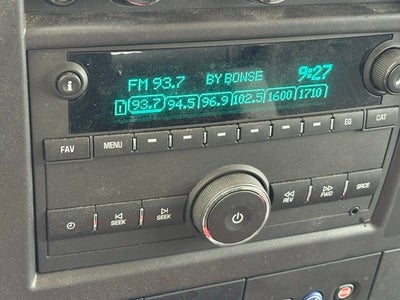 FM 93.7 BY BOWSE 9:27
1 93.7 94.5 96.9 102.5 1600 1710
i
FAV MENU EQ CAT
SEEK SEEK REV FWD SRCE